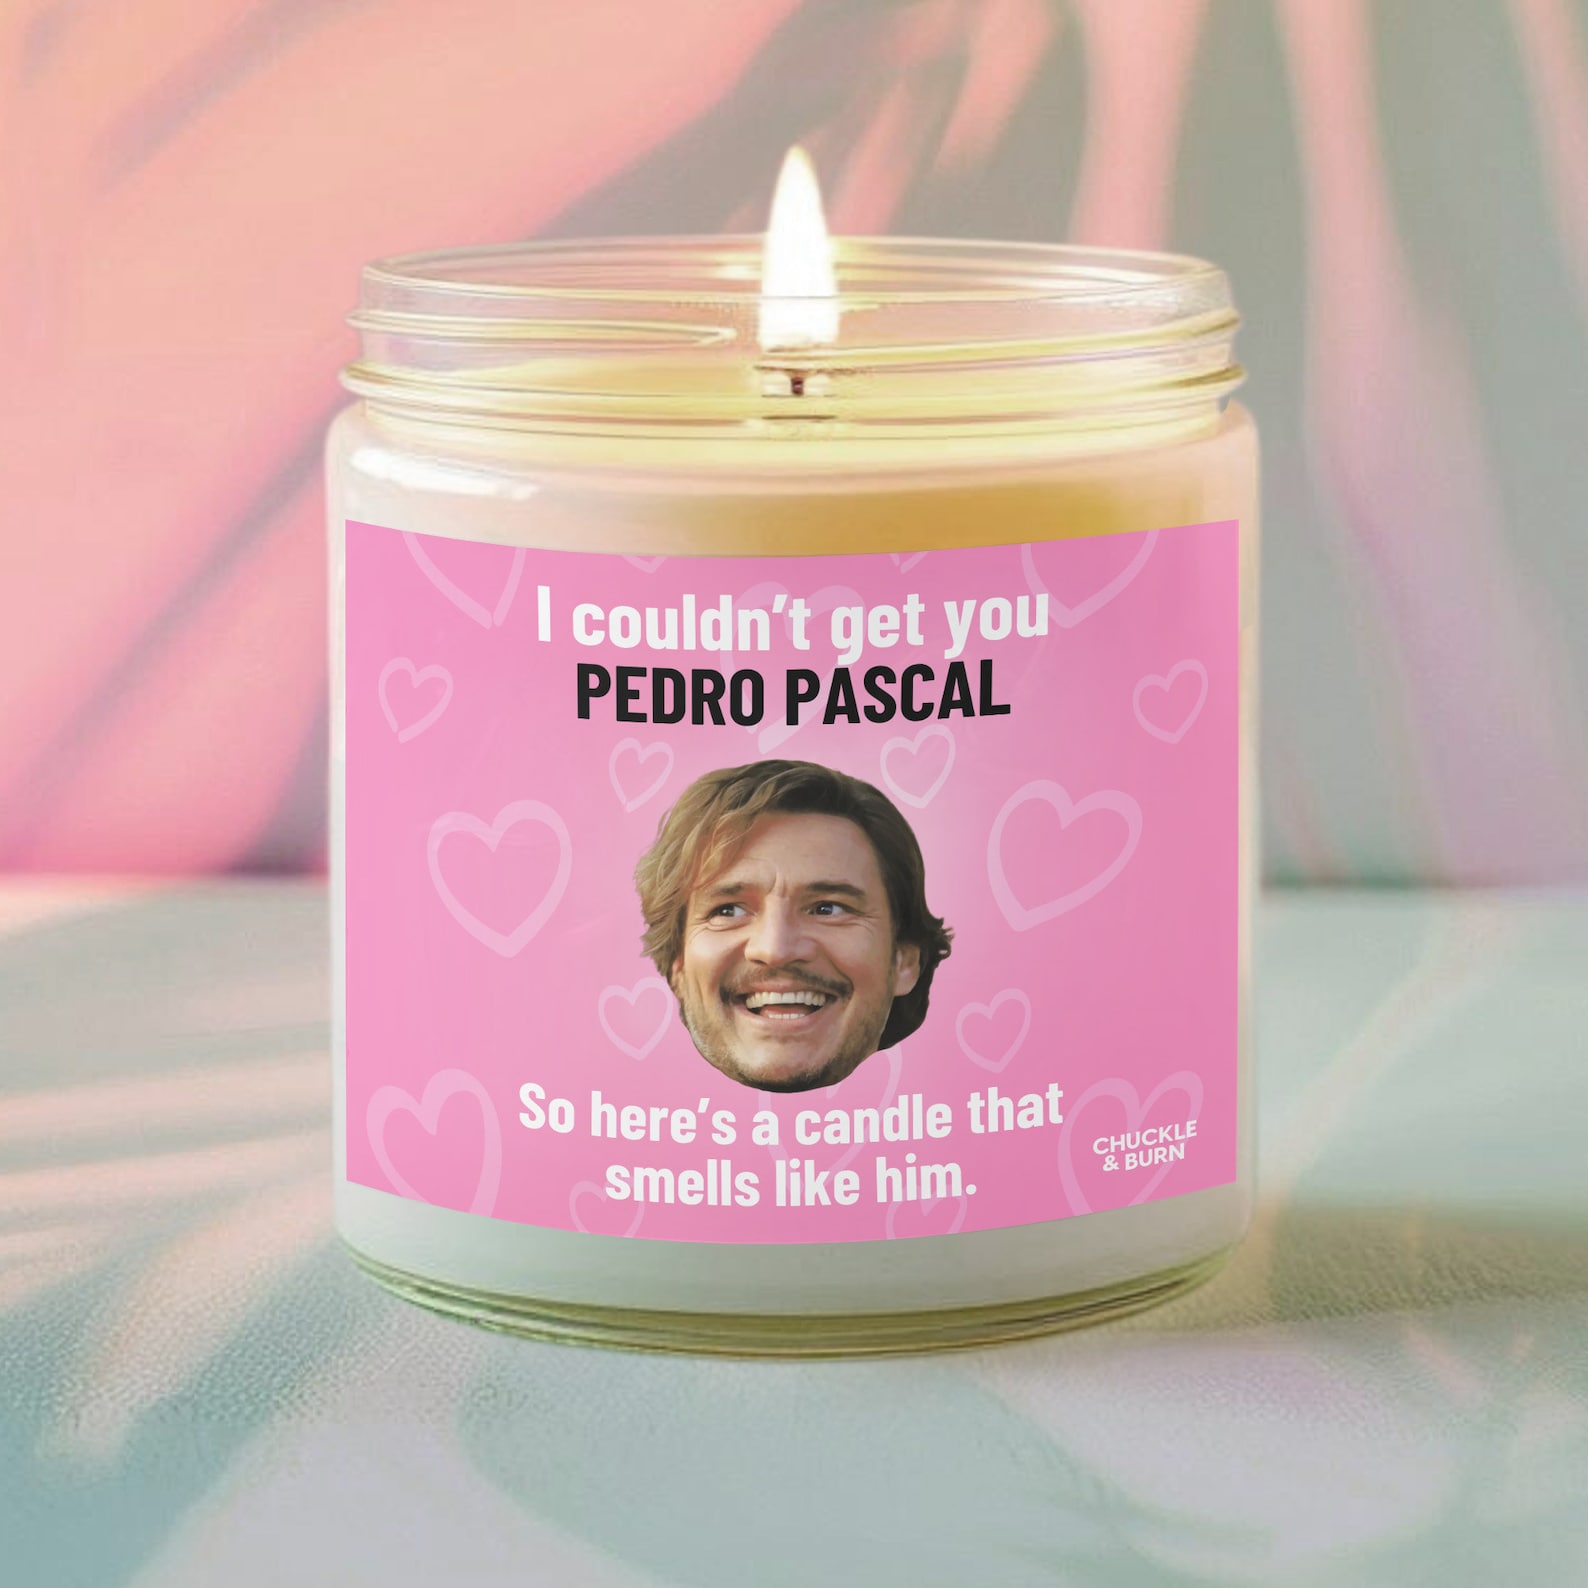 I couldn’t get you
PEDRO PASCAL
So here’s a candle that
smells like him.
CHUCKLE
& BURN